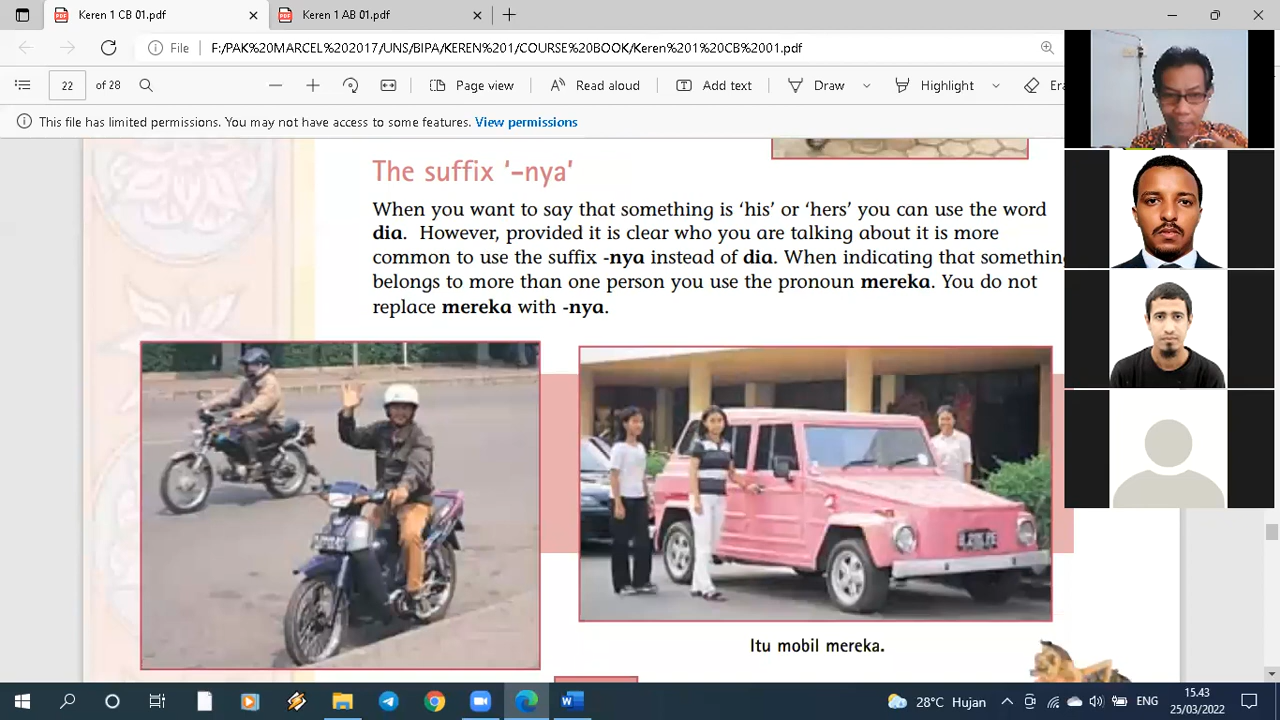 Keren 1 CB 01.pdf
Keren 1 AB 01.pdf
File
F:/PAK%20MARCEL%202017/UNS/BIPA/KEREN%201/COURSE%20BOOK/Keren%201%20CB%2001.pdf
22
of 28
Page view
Read aloud
Add text
Draw
Highlight
Era
This file has limited permissions. You may not have access to some features. View permissions
The suffix '-nya'
When you want to say that something is 'his' or 'hers' you can use the word
dia. However, provided it is clear who you are talking about it is more
common to use the suffix -nya instead of dia. When indicating that somethin
belongs to more than one person you use the pronoun mereka. You do not
replace mereka with -nya.
Itu mobil mereka.
28°C Hujan
ENG
15.43
25/03/2022